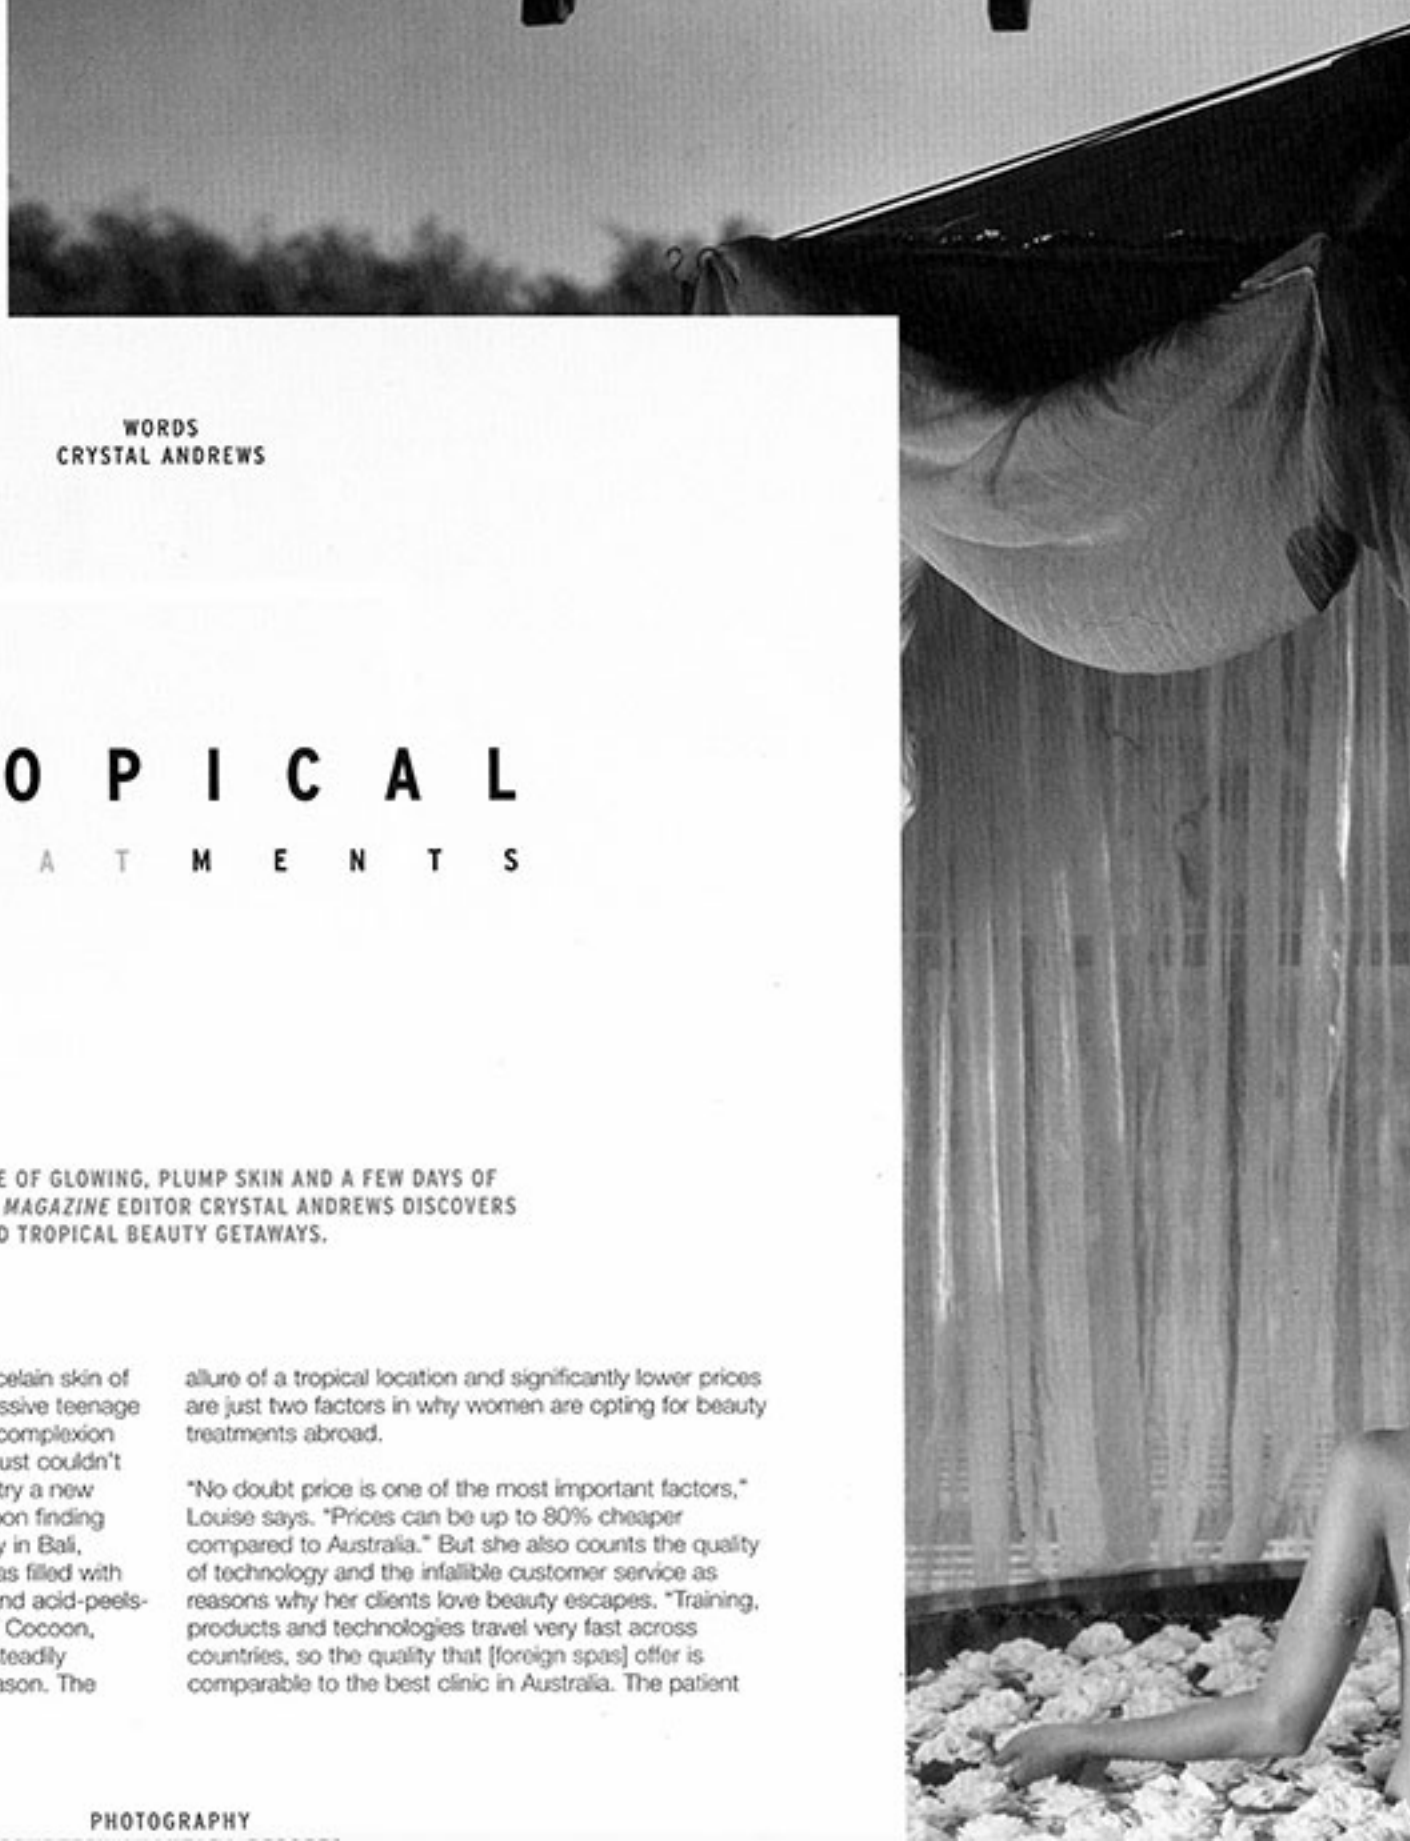 WORDS
CRYSTAL ANDREWS
OPICAL
ATMENTS
E OF GLOWING, PLUMP SKIN AND A FEW DAYS OF
MAGAZINE EDITOR CRYSTAL ANDREWS DISCOVERS
D TROPICAL BEAUTY GETAWAYS.
celain skin of
ssive teenage
complexion
ust couldn't
try a new
on finding
y in Bali,
as filled with
nd acid-peels-
Cocoon,
teadily
ason. The
allure of a tropical location and significantly lower prices
are just two factors in why women are opting for beauty
treatments abroad.
"No doubt price is one of the most important factors,"
Louise says. "Prices can be up to 80% cheaper
compared to Australia." But she also counts the quality
of technology and the infallible customer service as
reasons why her clients love beauty escapes. "Training,
products and technologies travel very fast across
countries, so the quality that [foreign spas] offer is
comparable to the best clinic in Australia. The patient
PHOTOGRAPHY